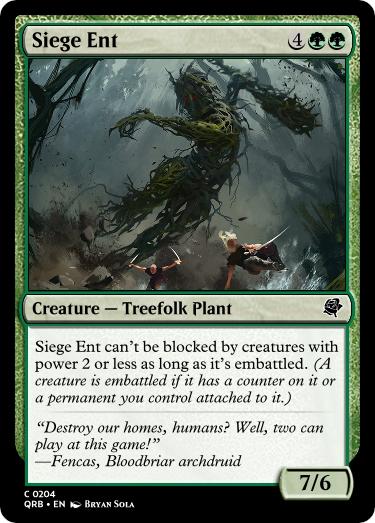 Siege Ent 4
Creature — Treefolk Plant
Siege Ent can't be blocked by creatures with
power 2 or less as long as it's embattled. (A
creature is embattled if it has a counter on it or
a permanent you control attached to it.)
“Destroy our homes, humans? Well, two can
play at this game!”
—Fencas, Bloodbriar archdruid
7/6
C 0204
QRB • EN Bryan Sola